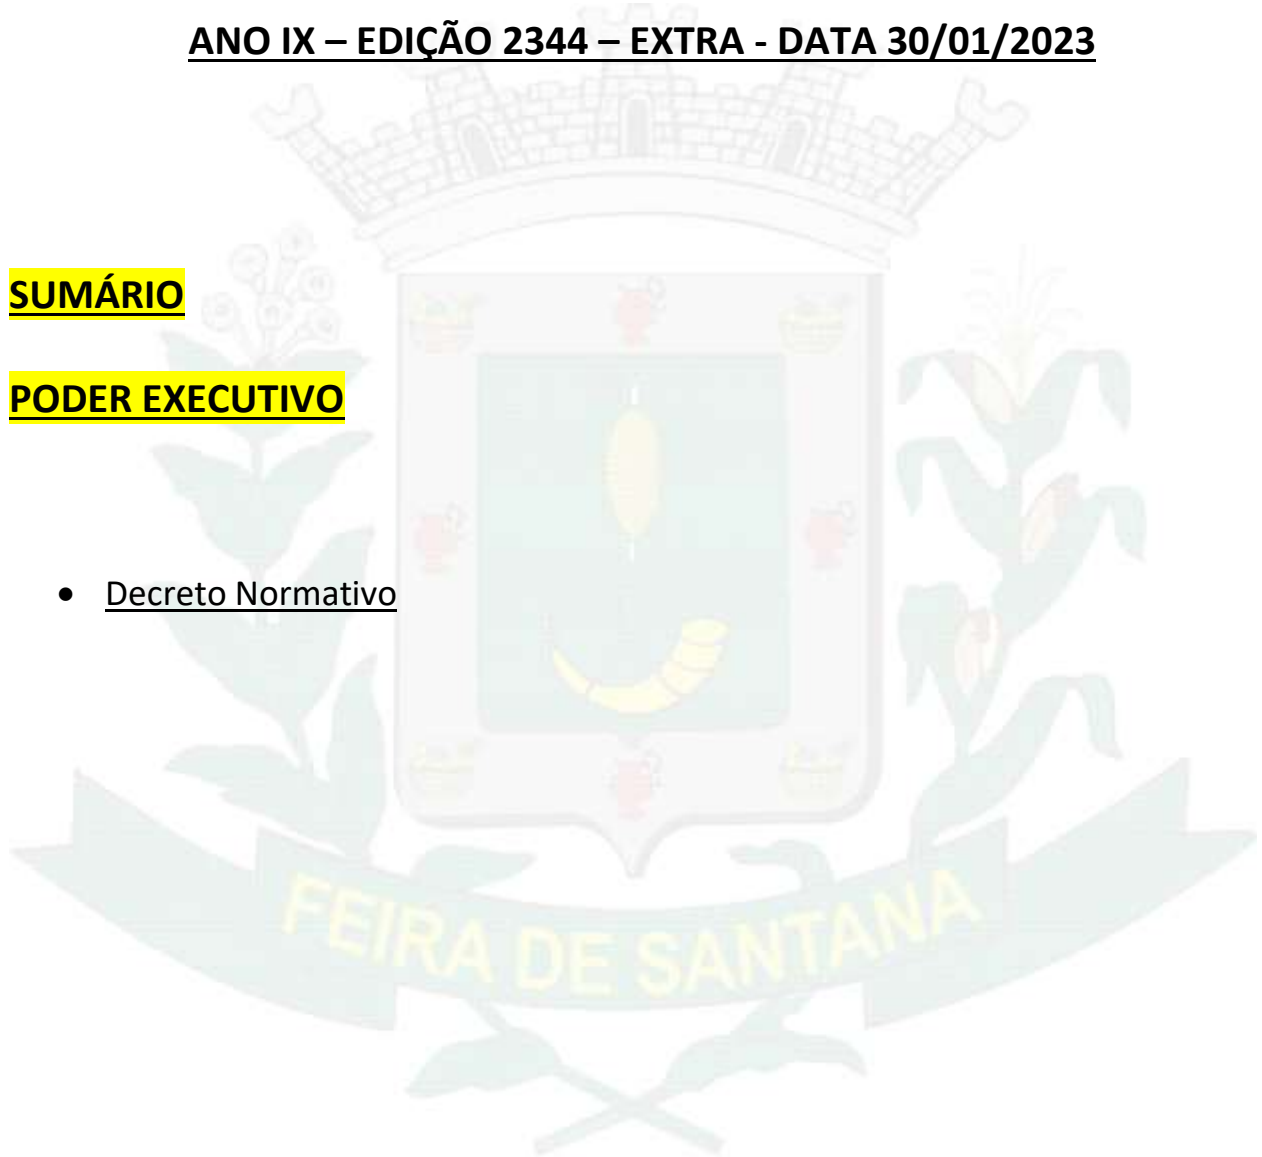 ANO IX – EDIÇÃO 2344 – EXTRA - DATA 30/01/2023
SUMÁRIO
PODER EXECUTIVO
• Decreto Normativo
FEIRA DE SANTANA